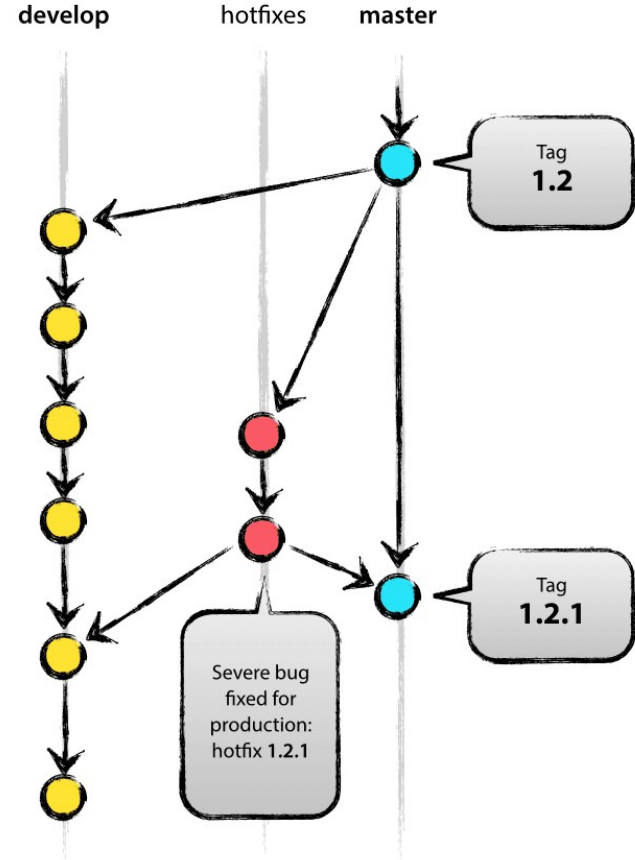 develop
hotfixes
master
Tag
1.2
Tag
1.2.1
Severe bug
fixed for
production:
hotfix 1.2.1